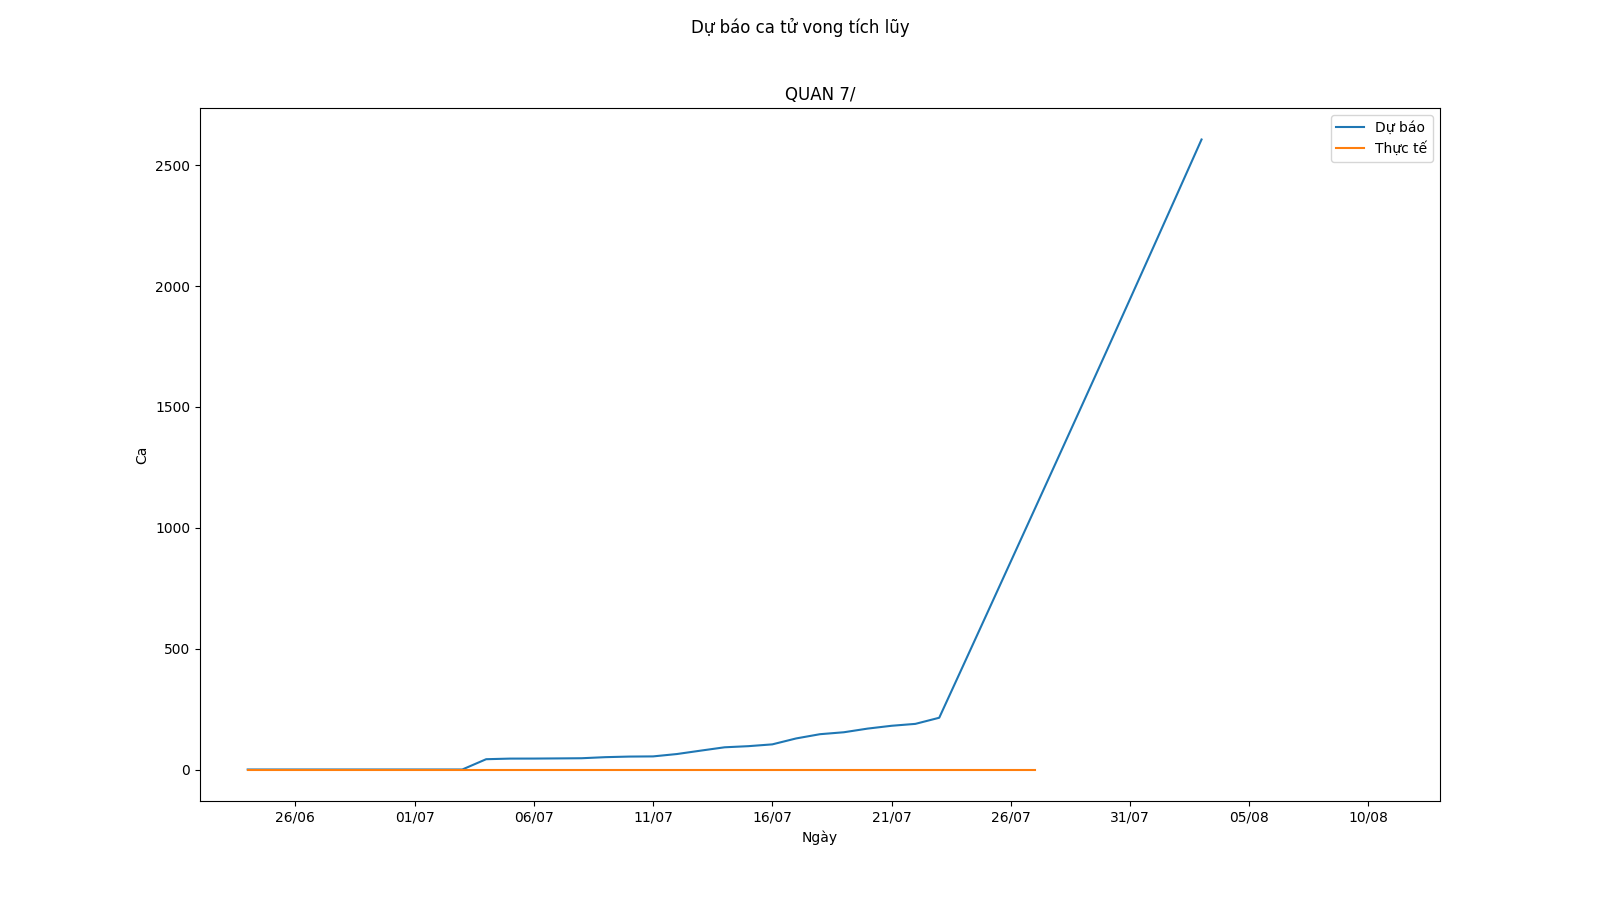 Dự báo ca tử vong tích lũy
QUAN 7/
Dự báo
Thực tế
2500
2000
1500
1000
500
0
Ca
26/06 01/07 06/07 11/07 16/07 21/07 26/07 31/07 05/08 10/08
Ngày